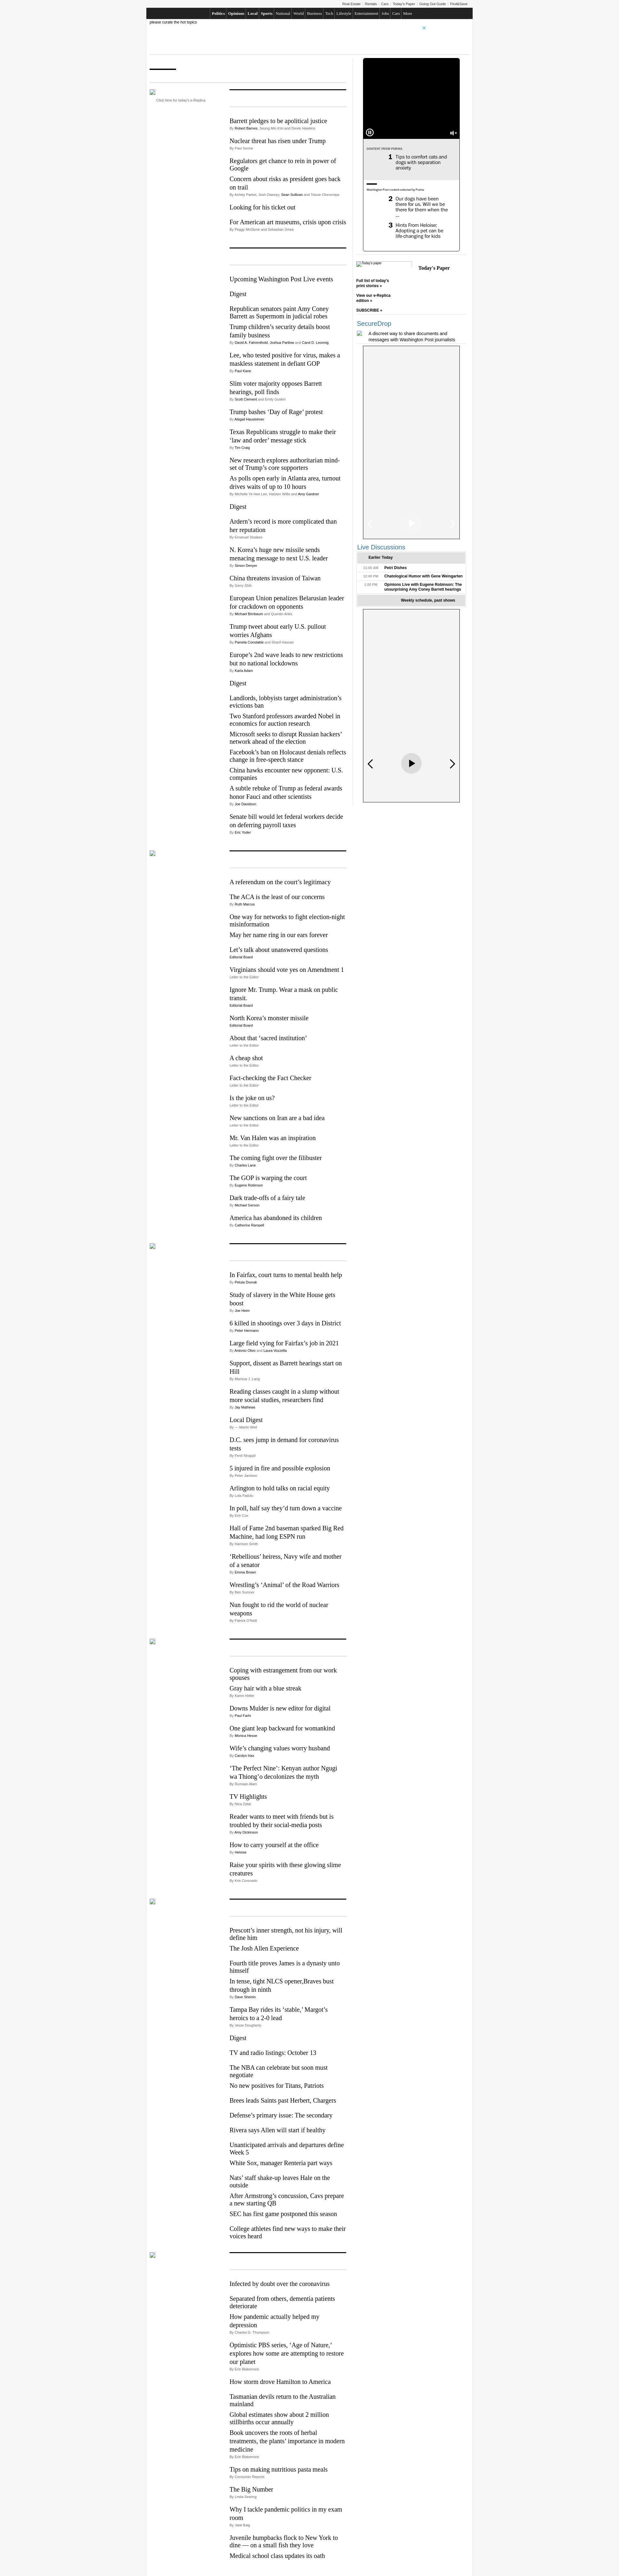 Real Estate | Rentals | Cars | Today's Paper | Going Out Guide | Find&Save
Politics Opinions Local Sports National World Business Tech Lifestyle Entertainment Jobs Cars More
please curate the hot topics
Click here for today's e-Replica
Barrett pledges to be apolitical justice
By Robert Barnes, Seung Min Kim and Derek Hawkins
Nuclear threat has risen under Trump
By Paul Sonne
Regulators get chance to rein in power of
Google
Concern about risks as president goes back
on trail
By Ashley Parker, Josh Dawsey, Sean Sullivan and Toluse Olorunnipa
Looking for his ticket out
For American art museums, crisis upon crisis
By Peggy McGlone and Sebastian Smee
Upcoming Washington Post Live events
Digest
Republican senators paint Amy Coney
Barrett as Supermom in judicial robes
Trump children's security details boost
family business
By David A. Fahrenthold, Joshua Partlow and Carol D. Leonnig
Lee, who tested positive for virus, makes a
maskless statement in defiant GOP
By Paul Kane
Slim voter majority opposes Barrett
hearings, poll finds
By Scott Clement and Emily Guskin
Trump bashes 'Day of Rage' protest
By Abigail Hauslohner
Texas Republicans struggle to make their
'law and order' message stick
By Tim Craig
New research explores authoritarian mind-
set of Trump's core supporters
As polls open early in Atlanta area, turnout
drives waits of up to 10 hours
By Michelle Ye Hee Lee, Haisten Willis and Amy Gardner
Digest
Ardern's record is more complicated than
her reputation
By Emanuel Stoakes
N. Korea's huge new missile sends
menacing message to next U.S. leader
By Simon Denyer
China threatens invasion of Taiwan
By Gerry Shih
European Union penalizes Belarusian leader
for crackdown on opponents
By Michael Birnbaum and Quentin Ariès
Trump tweet about early U.S. pullout
worries Afghans
By Pamela Constable and Sharif Hassan
Europe's 2nd wave leads to new restrictions
but no national lockdowns
By Karla Adam
Digest
Landlords, lobbyists target administration's
evictions ban
Two Stanford professors awarded Nobel in
economics for auction research
Microsoft seeks to disrupt Russian hackers'
network ahead of the election
Facebook's ban on Holocaust denials reflects
change in free-speech stance
China hawks encounter new opponent: U.S.
companies
A subtle rebuke of Trump as federal awards
honor Fauci and other scientists
By Joe Davidson
Senate bill would let federal workers decide
on deferring payroll taxes
By Eric Yoder
A referendum on the court's legitimacy
The ACA is the least of our concerns
By Ruth Marcus
One way for networks to fight election-night
misinformation
May her name ring in our ears forever
Let's talk about unanswered questions
Editorial Board
Virginians should vote yes on Amendment 1
Letter to the Editor
Ignore Mr. Trump. Wear a mask on public
transit.
Editorial Board
North Korea's monster missile
Editorial Board
About that 'sacred institution'
Letter to the Editor
A cheap shot
Letter to the Editor
Fact-checking the Fact Checker
Letter to the Editor
Is the joke on us?
Letter to the Editor
New sanctions on Iran are a bad idea
Letter to the Editor
Mr. Van Halen was an inspiration
Letter to the Editor
The coming fight over the filibuster
By Charles Lane
The GOP is warping the court
By Eugene Robinson
Dark trade-offs of a fairy tale
By Michael Gerson
America has abandoned its children
By Catherine Rampell
In Fairfax, court turns to mental health help
By Petula Dvorak
Study of slavery in the White House gets
boost
By Joe Heim
6 killed in shootings over 3 days in District
By Peter Hermann
Large field vying for Fairfax's job in 2021
By Antonio Olivo and Laura Vozzella
Support, dissent as Barrett hearings start on
Hill
By Marissa J. Lang
Reading classes caught in a slump without
more social studies, researchers find
By Jay Mathews
Local Digest
By — Martin Weil
D.C. sees jump in demand for coronavirus
tests
By Fenit Nirappil
5 injured in fire and possible explosion
By Peter Jamison
Arlington to hold talks on racial equity
By Lola Fadulu
In poll, half say they'd turn down a vaccine
By Erin Cox
Hall of Fame 2nd baseman sparked Big Red
Machine, had long ESPN run
By Harrison Smith
'Rebellious' heiress, Navy wife and mother
of a senator
By Emma Brown
Wrestling's 'Animal' of the Road Warriors
By Ben Sumner
Nun fought to rid the world of nuclear
weapons
By Patrice O'Neill
Coping with estrangement from our work
spouses
Gray hair with a blue streak
By Karen Heller
Downs Mulder is new editor for digital
By Paul Farhi
One giant leap backward for womankind
By Monica Hesse
Wife's changing values worry husband
By Carolyn Hax
'The Perfect Nine': Kenyan author Ngugi
wa Thiong'o decolonizes the myth
By Rumaan Alam
TV Highlights
By Nina Zafar
Reader wants to meet with friends but is
troubled by their social-media posts
By Amy Dickinson
How to carry yourself at the office
By Heloise
Raise your spirits with these glowing slime
creatures
By Kris Coronado
Prescott's inner strength, not his injury, will
define him
The Josh Allen Experience
Fourth title proves James is a dynasty unto
himself
In tense, tight NLCS opener,Braves bust
through in ninth
By Dave Sheinin
Tampa Bay rides its 'stable,' Margot's
heroics to a 2-0 lead
By Jesse Dougherty
Digest
TV and radio listings: October 13
The NBA can celebrate but soon must
negotiate
No new positives for Titans, Patriots
Brees leads Saints past Herbert, Chargers
Defense's primary issue: The secondary
Rivera says Allen will start if healthy
Unanticipated arrivals and departures define
Week 5
White Sox, manager Renteria part ways
Nats' staff shake-up leaves Hale on the
outside
After Armstrong's concussion, Cavs prepare
a new starting QB
SEC has first game postponed this season
College athletes find new ways to make their
voices heard
Infected by doubt over the coronavirus
Separated from others, dementia patients
deteriorate
How pandemic actually helped my
depression
By Charles G. Thompson
Optimistic PBS series, 'Age of Nature,'
explores how some are attempting to restore
our planet
By Erin Blakemore
How storm drove Hamilton to America
Tasmanian devils return to the Australian
mainland
Global estimates show about 2 million
stillbirths occur annually
Book uncovers the roots of herbal
treatments, the plants' importance in modern
medicine
By Erin Blakemore
Tips on making nutritious pasta meals
By Consumer Reports
The Big Number
By Linda Searing
Why I tackle pandemic politics in my exam
room
By Jalal Baig
Juvenile humpbacks flock to New York to
dine — on a small fish they love
Medical school class updates its oath
CONTENT FROM PURINA
1 Tips to comfort cats and
dogs with separation
anxiety
Washington Post content selected by Purina
2 Our dogs have been
there for us. Will we be
there for them when the
...
3 Hints From Heloise:
Adopting a pet can be
life-changing for kids
Today's paper
Today's Paper
Full list of today's
print stories »
View our e-Replica
edition »
SUBSCRIBE »
SecureDrop
A discreet way to share documents and
messages with Washington Post journalists
Live Discussions
Earlier Today
11:00 AM Petri Dishes
12:00 PM Chatological Humor with Gene Weingarten
1:00 PM Opinions Live with Eugene Robinson: The
unsurprising Amy Coney Barrett hearings
Weekly schedule, past shows